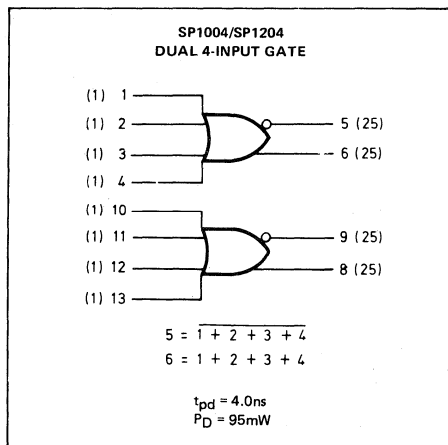 SP1004/SP1204
DUAL 4-INPUT GATE
(1) 1
(1) 2
(1) 3
(1) 4
5 (25)
6 (25)
(1) 10
(1) 11
(1) 12
(1) 13
9 (25)
8 (25)
5 = 1 + 2 + 3 + 4
6 = 1 + 2 + 3 + 4
tpd = 4.0ns
PD = 95mW